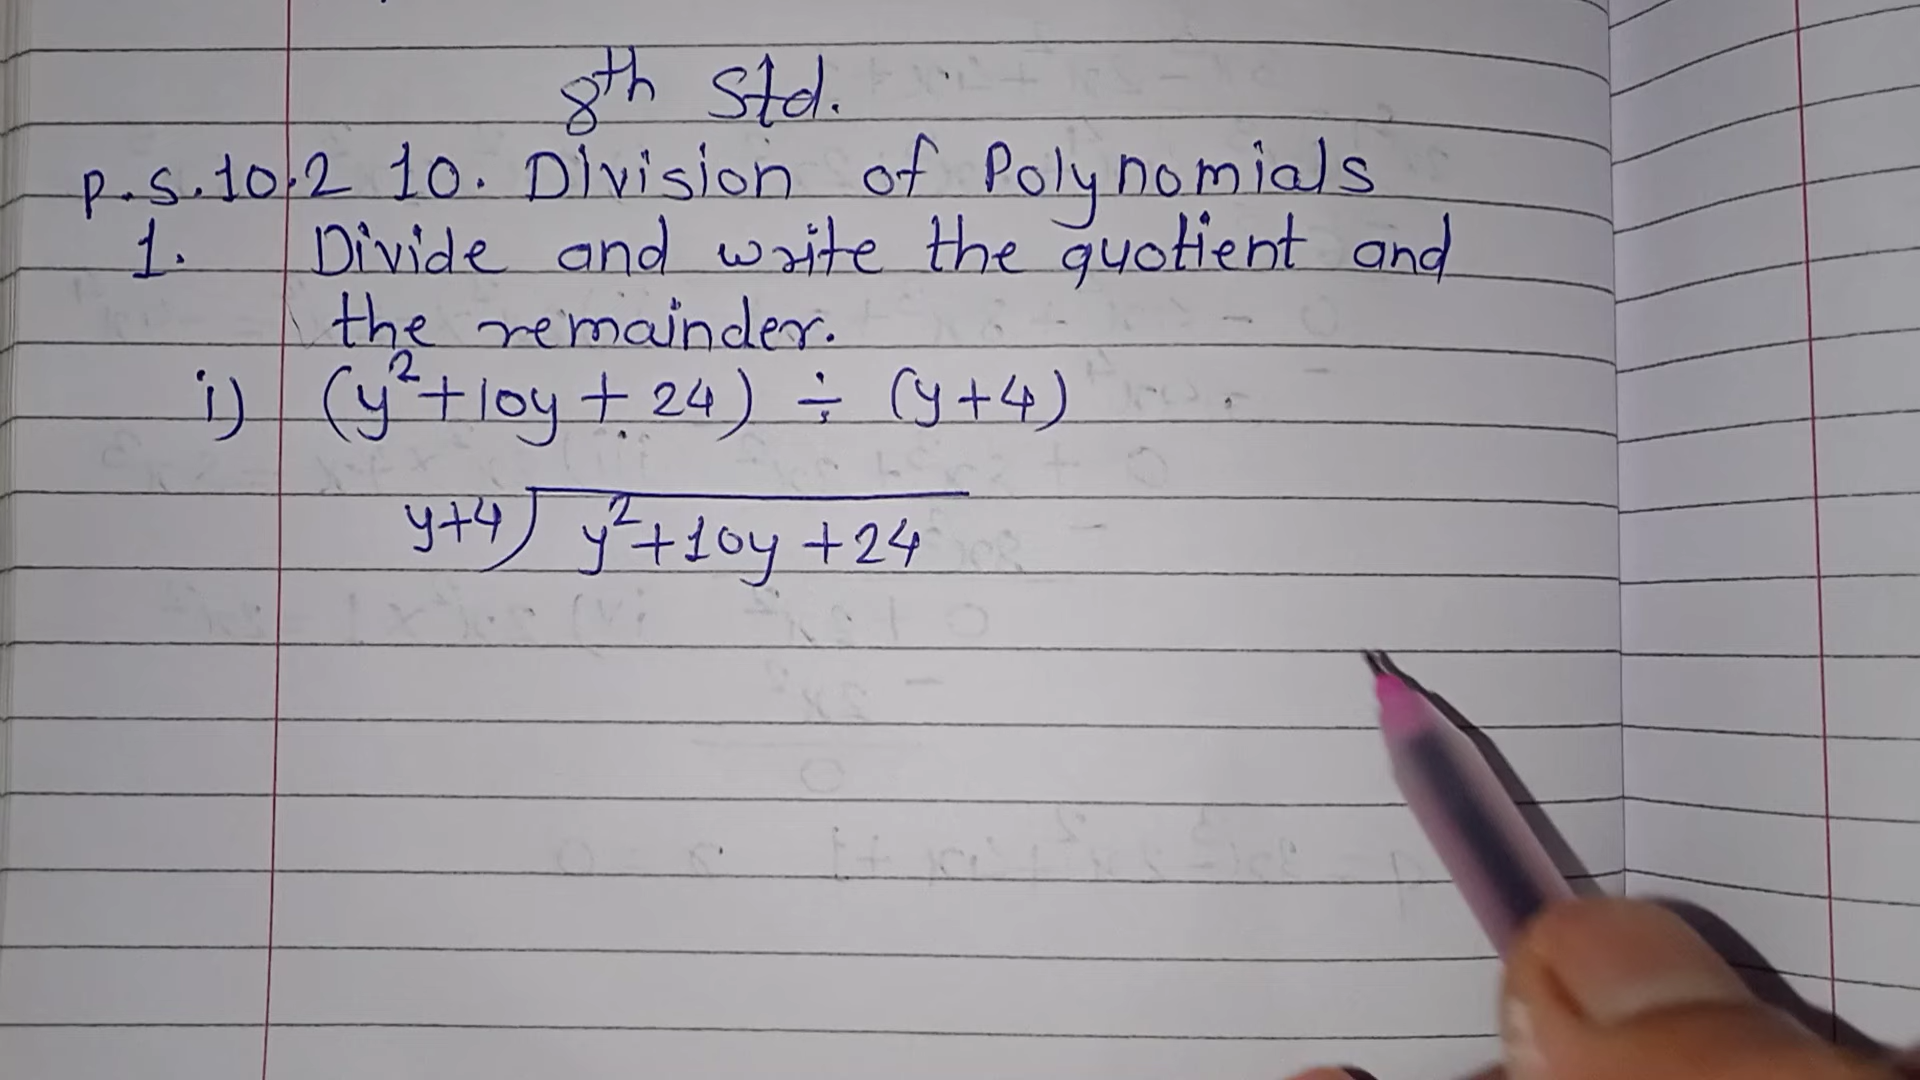 8th Std.
P.S.10.2 10. Division of Polynomials
1. Divide and write the quotient and
the remainder.
i) (y²+10y+24) ÷ (y+4)
y+4) y²+10y+24